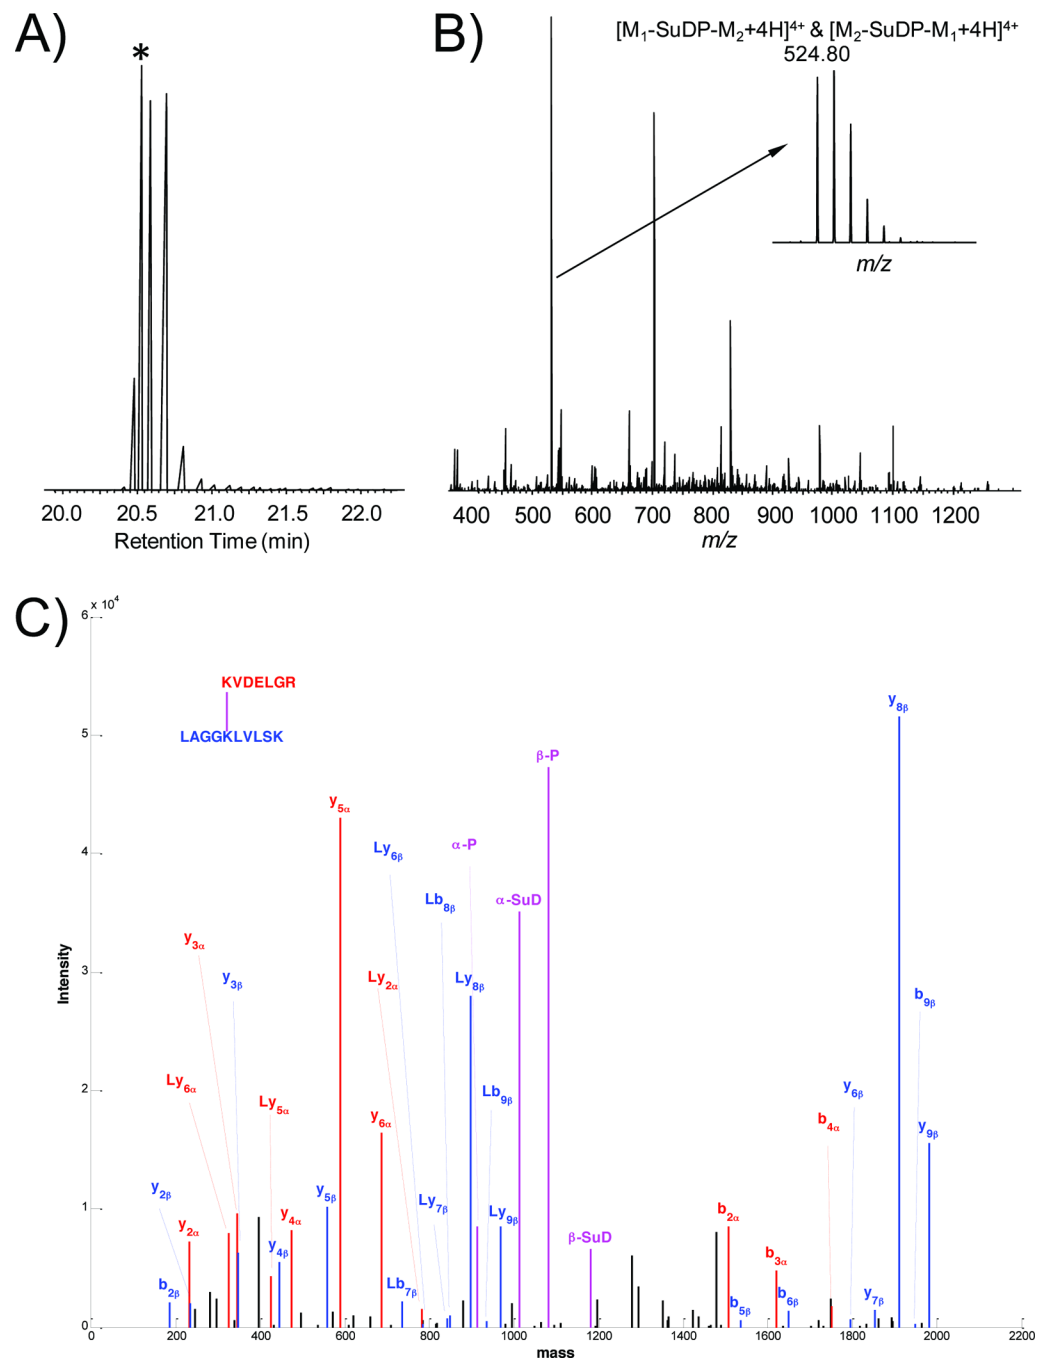 A)
*
20.0 20.5 21.0 21.5 22.0
Retention Time (min)
B)
[M₁-SuDP-M₂+4H]⁴⁺ & [M₂-SuDP-M₁+4H]⁴⁺
524.80
m/z
400 500 600 700 800 900 1000 1100 1200
m/z
C)
x 10⁴
6
5
4
3
2
1
0
Intensity
KVDELGR
LAGGKLVLSK
y8β
β-P
y5α
Ly6β
α-P
α-SuD
Lb8β
y3α
y3β
Ly2α
Ly8β
b9β
Ly6α
Ly5α
Lb9β
y6β
y6α
b4α
y9β
y2β
y5β
Ly7β
y2α
y4α
Ly9β
b2α
y4β
β-SuD
b3α
b2β
Lb7β
b5β
b6β
y7β
0 200 400 600 800 1000 1200 1400 1600 1800 2000 2200
mass